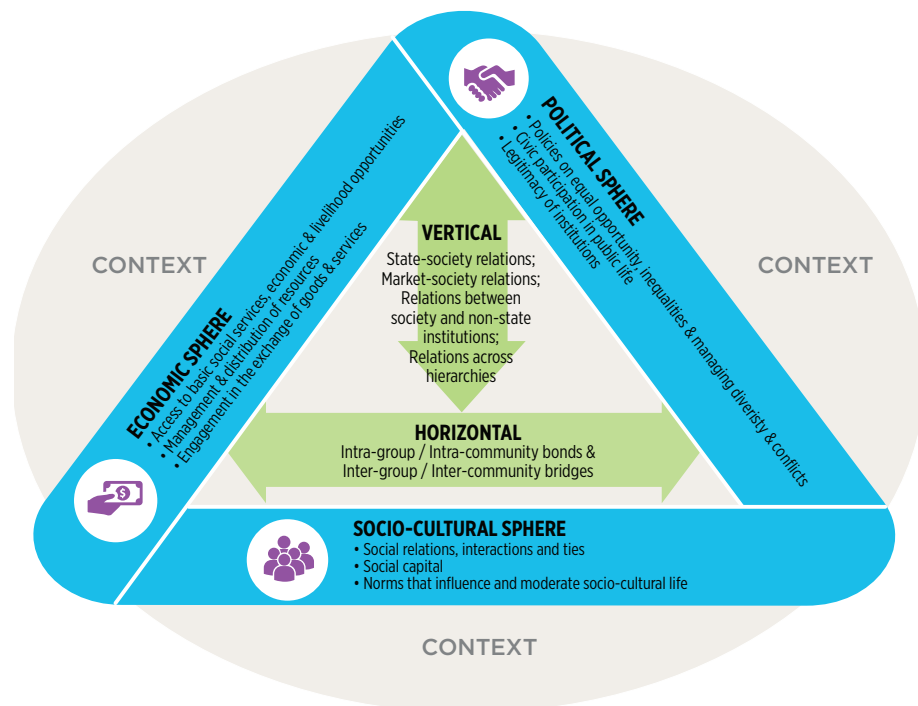 POLITICAL SPHERE
• Policies on equal opportunity, inequalities & managing diveristy & conflicts
• Civic participation in public life
• Legitimacy of institutions
ECONOMIC SPHERE
• Access to basic social services, economic & livelihood opportunities
• Management & distribution of resources
• Engagement in the exchange of goods & services
CONTEXT
CONTEXT
VERTICAL
State-society relations;
Market-society relations;
Relations between
society and non-state
institutions;
Relations across
hierarchies
HORIZONTAL
Intra-group / Intra-community bonds &
Inter-group / Inter-community bridges
$
SOCIO-CULTURAL SPHERE
• Social relations, interactions and ties
• Social capital
• Norms that influence and moderate socio-cultural life
CONTEXT